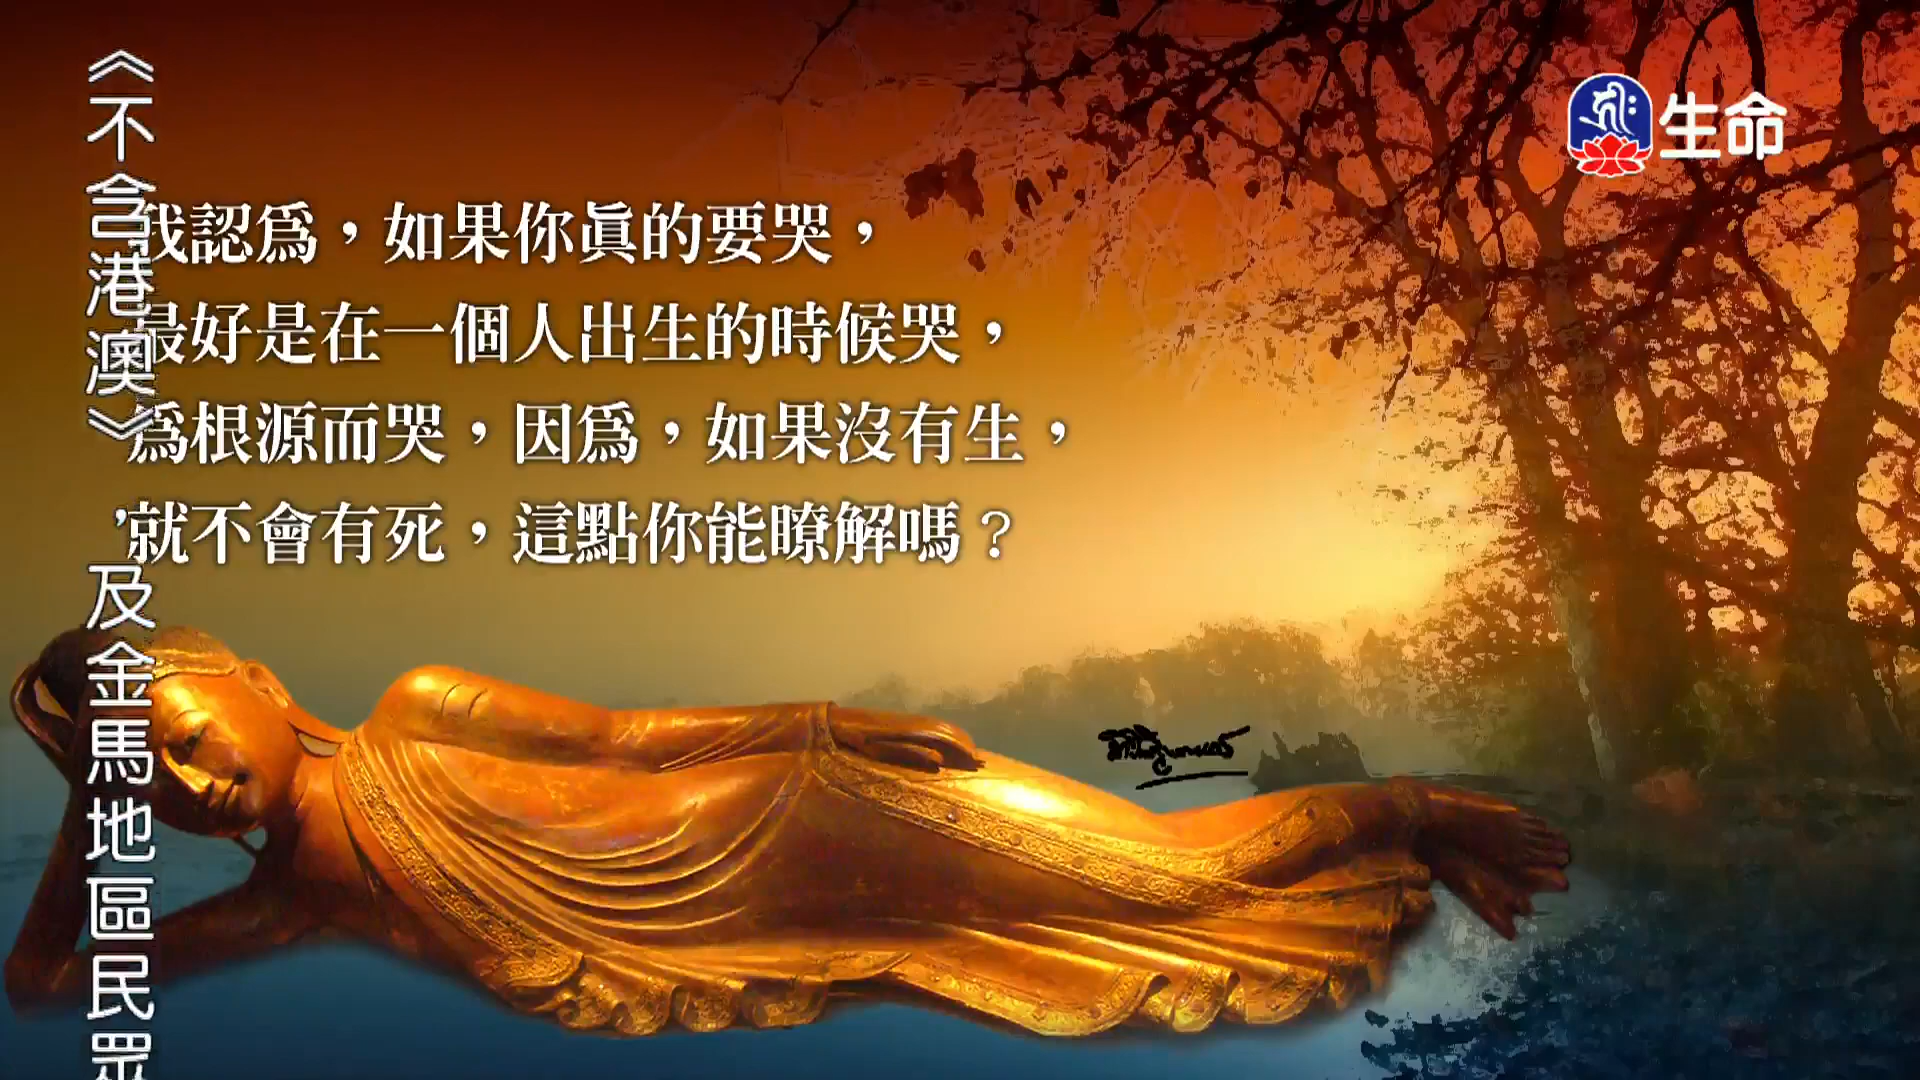 生命
我認爲，如果你眞的要哭，
最好是在一個人出生的時候哭，
爲根源而哭，因爲，如果沒有生，
就不會有死，這點你能瞭解嗎？
《不含港澳》，及金馬地區民眾